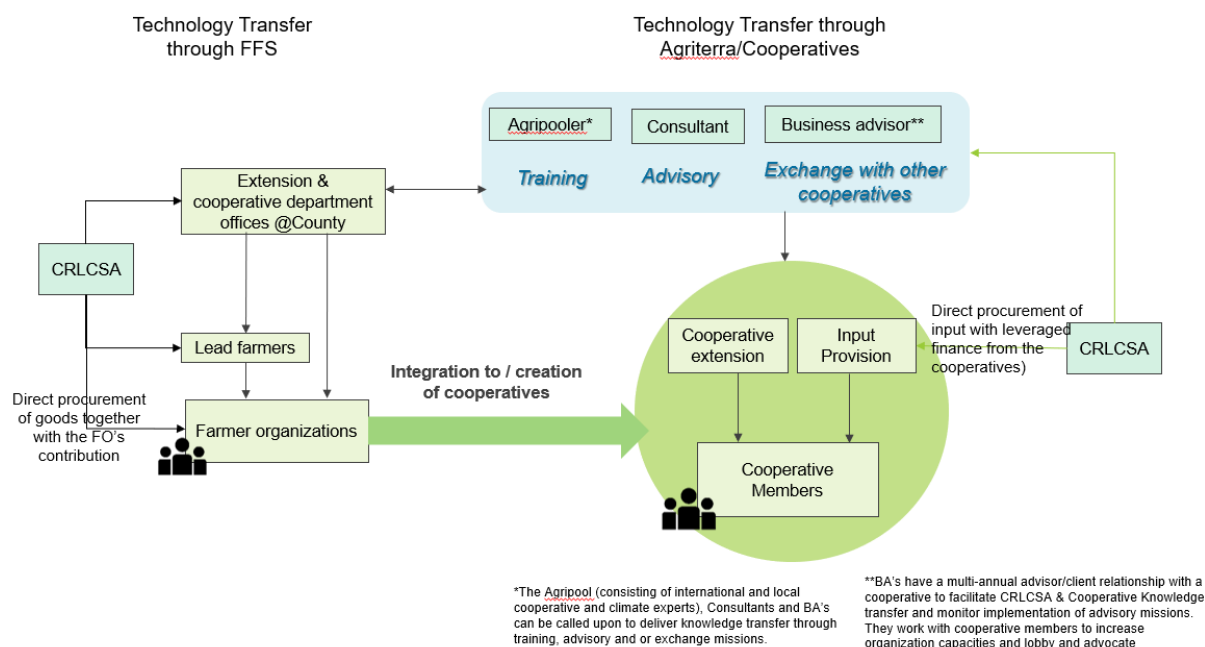 Technology Transfer
through FFS
Technology Transfer through
Agriterra/Cooperatives
Agripooler*
Consultant
Business advisor**
Training
Advisory
Exchange with other
cooperatives
Extension &
cooperative department
offices @County
CRLCSA
Lead farmers
Direct procurement
of goods together
with the FO's
contribution
Farmer organizations
Integration to / creation
of cooperatives
Cooperative
extension
Input
Provision
Direct procurement of
input with leveraged
finance from the
cooperatives)
CRLCSA
Cooperative
Members
*The Agripool (consisting of international and local
cooperative and climate experts), Consultants and BA's
can be called upon to deliver knowledge transfer through
training, advisory and or exchange missions.
**BA's have a multi-annual advisor/client relationship with a
cooperative to facilitate CRLCSA & Cooperative Knowledge
transfer and monitor implementation of advisory missions.
They work with cooperative members to increase
organization capacities and lobby and advocate